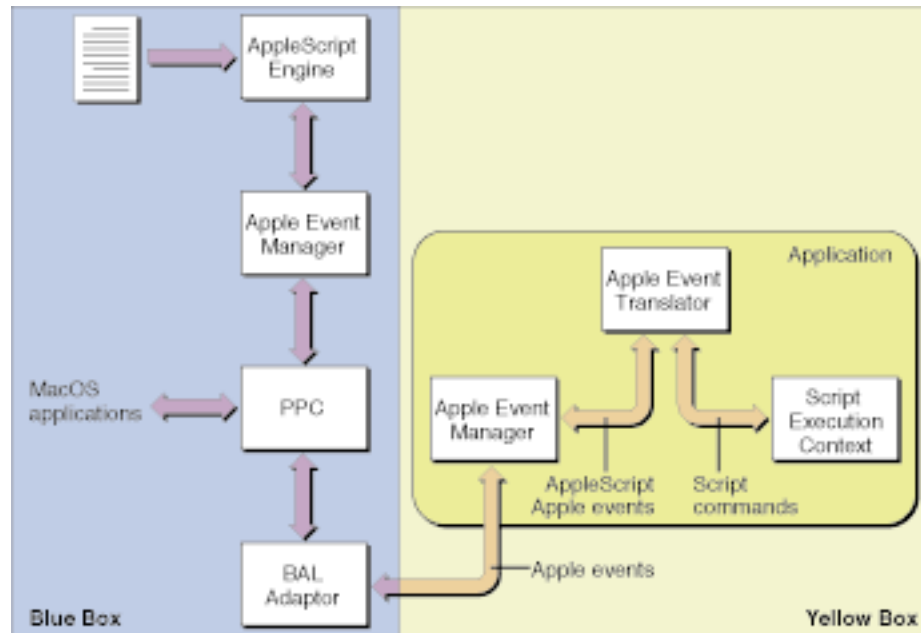 AppleScript
Engine
Apple Event
Manager
Application
Apple Event
Translator
MacOS
applications
PPC
Apple Event
Manager
Script
Execution
Context
AppleScript
Apple events
Script
commands
BAL
Adaptor
Apple events
Blue Box
Yellow Box